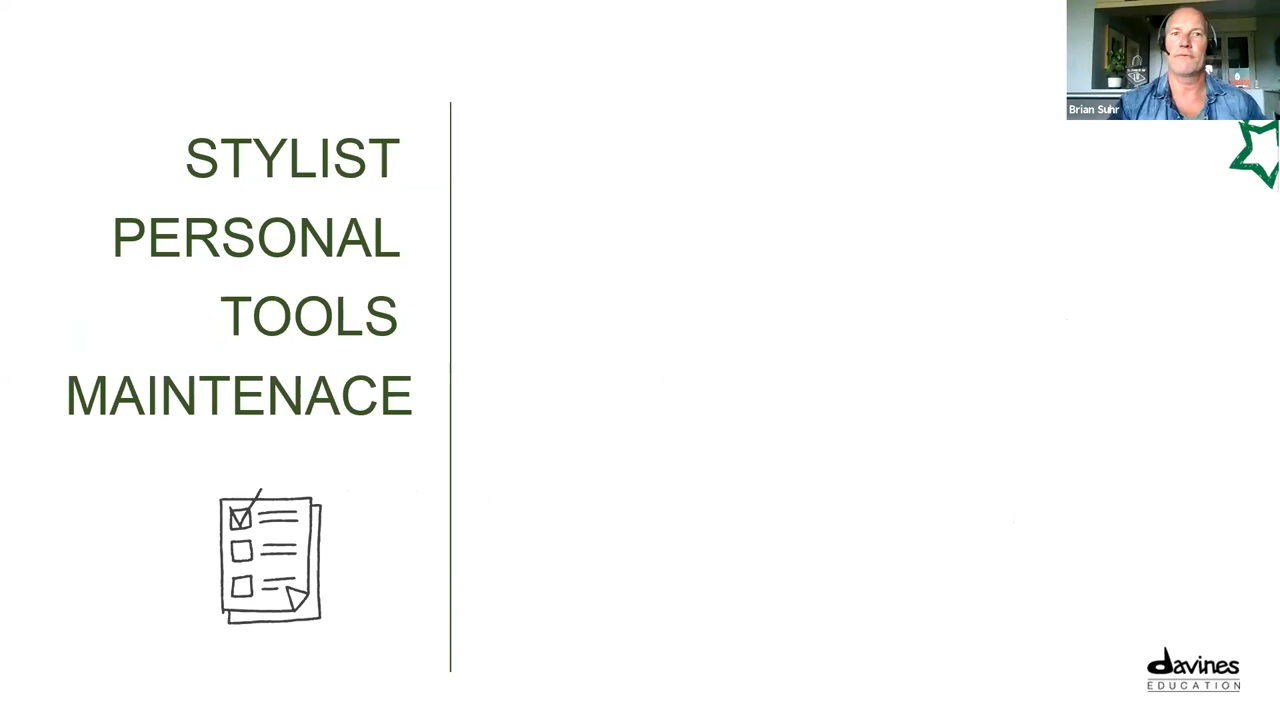 Brian Suhr
STYLIST
PERSONAL
TOOLS
MAINTENACE
davines
EDUCATION